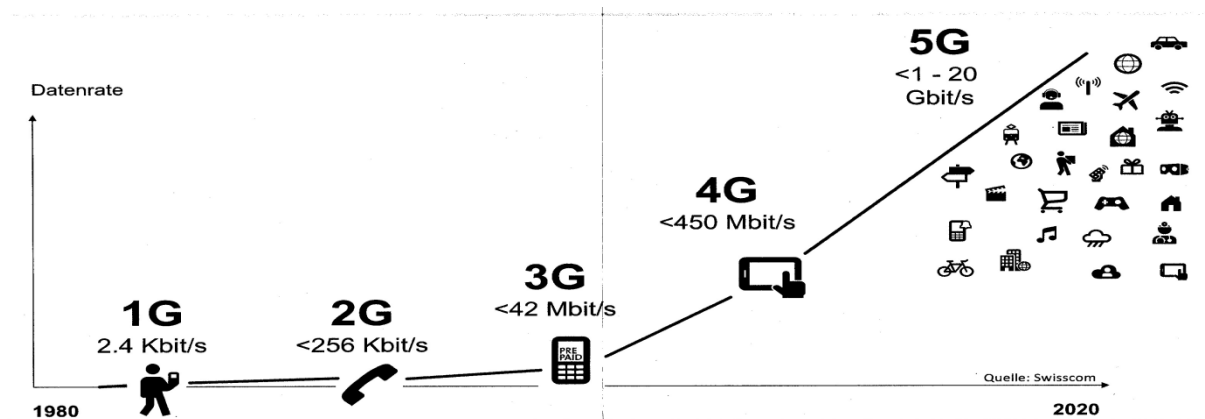 5G
<1 - 20
Gbit/s
Datenrate
4G
<450 Mbit/s
3G
<42 Mbit/s
1G
2.4 Kbit/s
2G
<256 Kbit/s
PRE
PAID
Quelle: Swisscom
1980
2020